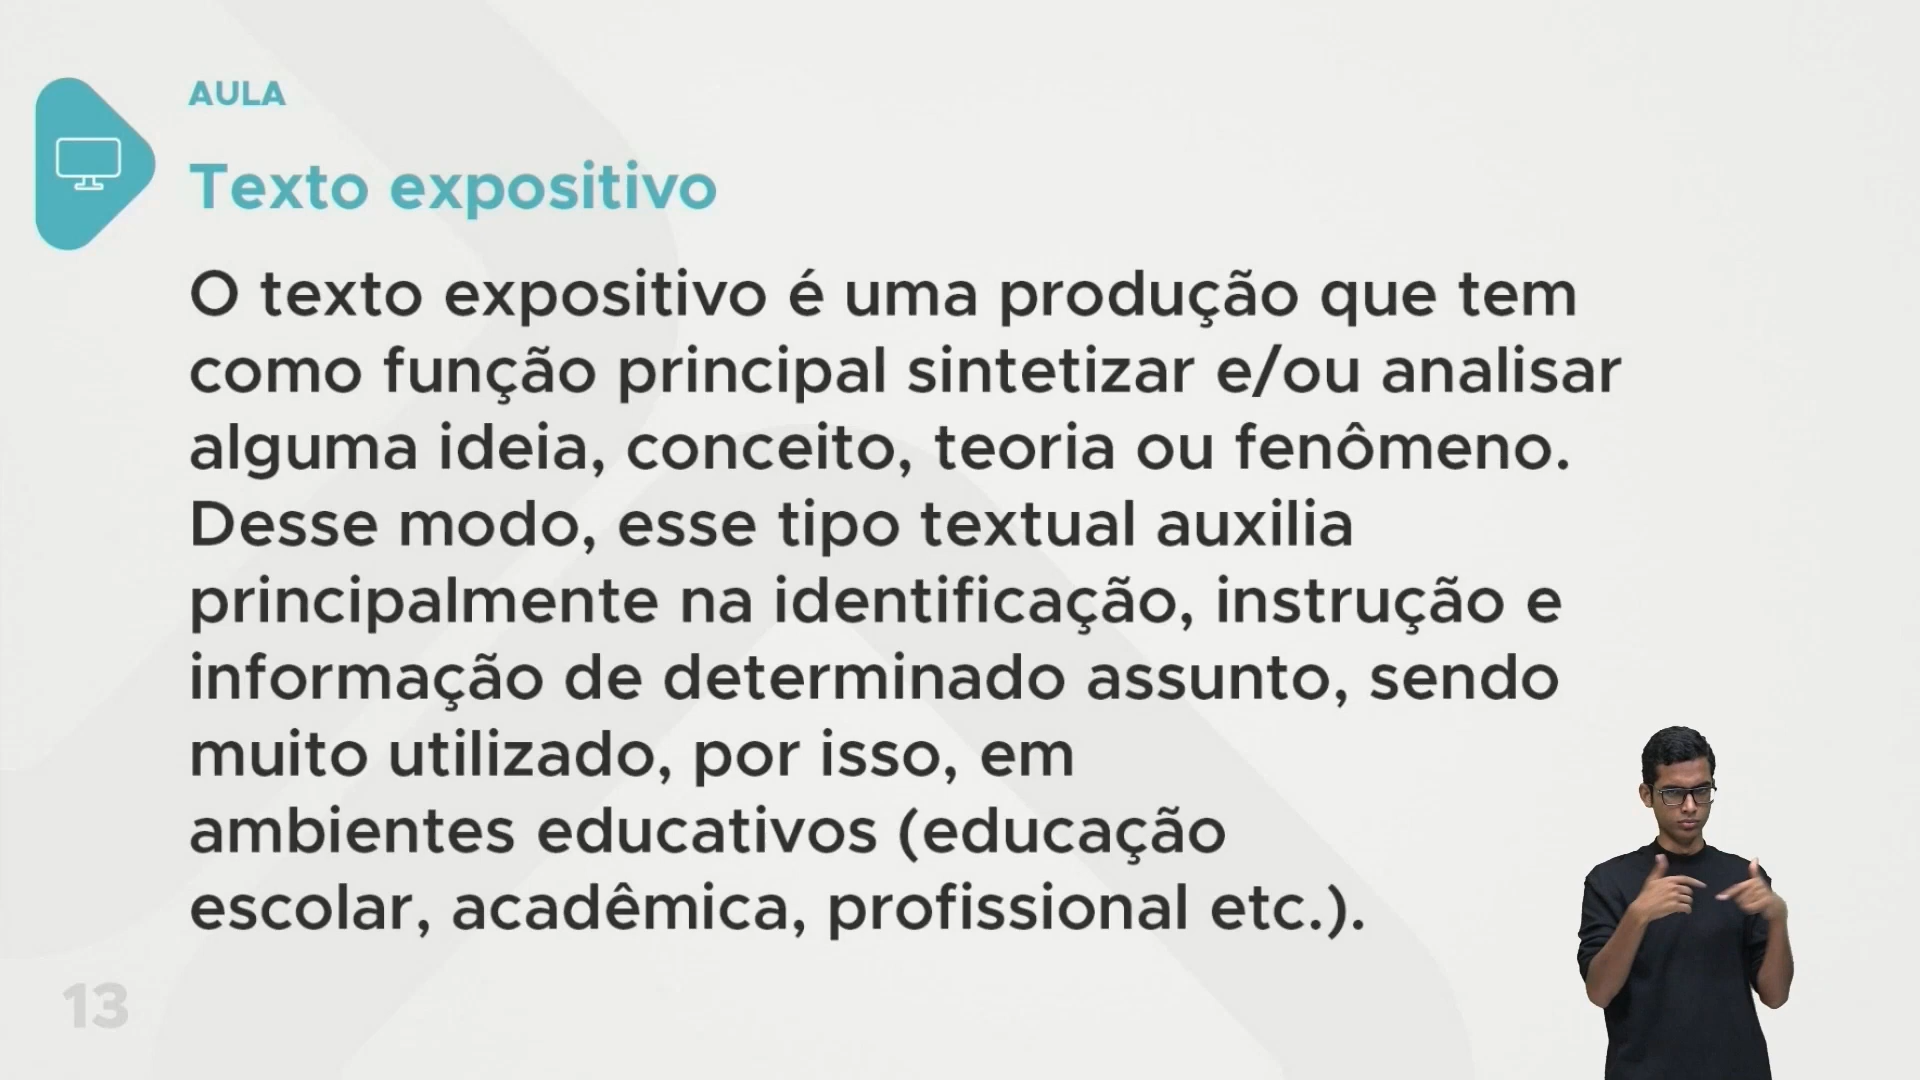 AULA
Texto expositivo
O texto expositivo é uma produção que tem
como função principal sintetizar e/ou analisar
alguma ideia, conceito, teoria ou fenômeno.
Desse modo, esse tipo textual auxilia
principalmente na identificação, instrução e
informação de determinado assunto, sendo
muito utilizado, por isso, em
ambientes educativos (educação
escolar, acadêmica, profissional etc.).
13